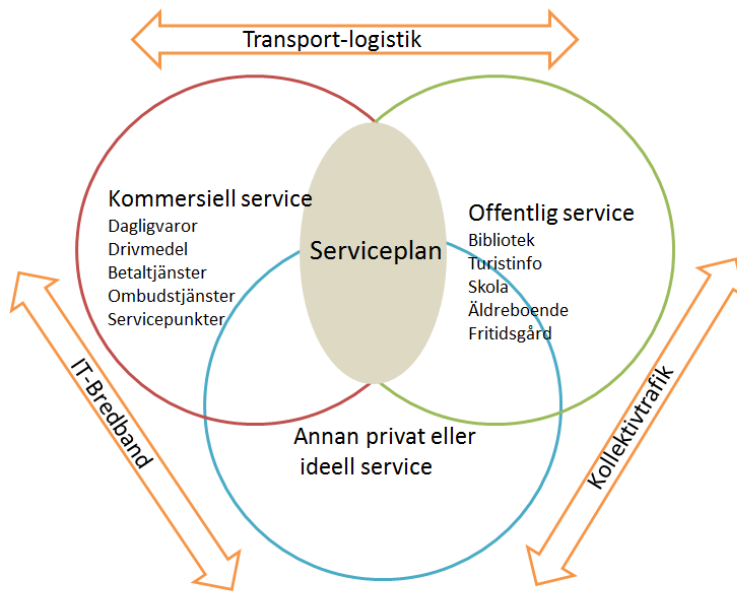 Transport-logistik
Kommersiell service
Dagligvaror
Drivmedel
Betaltjänster
Ombudstjänster
Servicepunkter
Serviceplan
Offentlig service
Bibliotek
Turistinfo
Skola
Äldreboende
Fritidsgård
IT-Bredband
Kollektivtrafik
Annan privat eller
ideell service